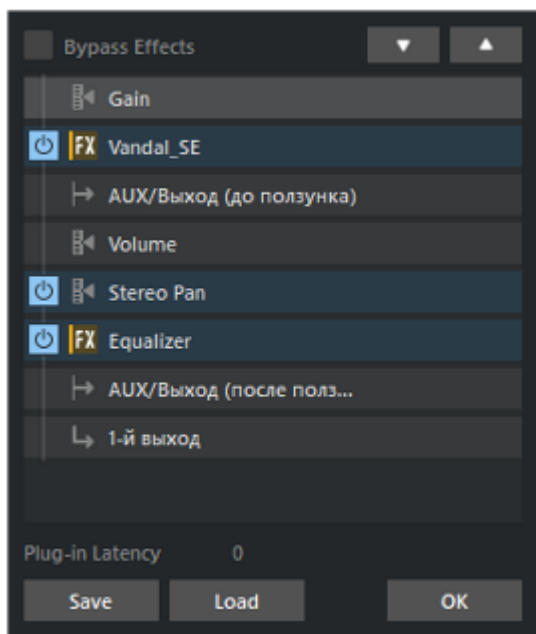 Bypass Effects
Gain
FX Vandal_SE
AUX/Выход (до ползунка)
Volume
Stereo Pan
FX Equalizer
AUX/Выход (после полз...
1-й выход
Plug-in Latency 0
Save Load OK